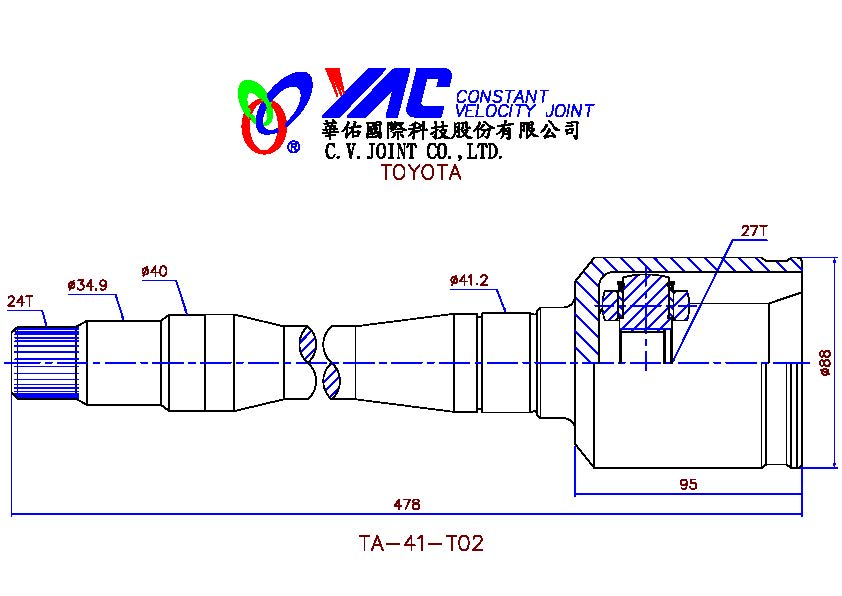 YAC CONSTANT
VELOCITY JOINT
®
華佑國際科技股份有限公司
C.V.JOINT CO.,LTD.
TOYOTA
27T
ø40
ø41.2
ø34.9
24T
ø88
95
478
TA-41-T02